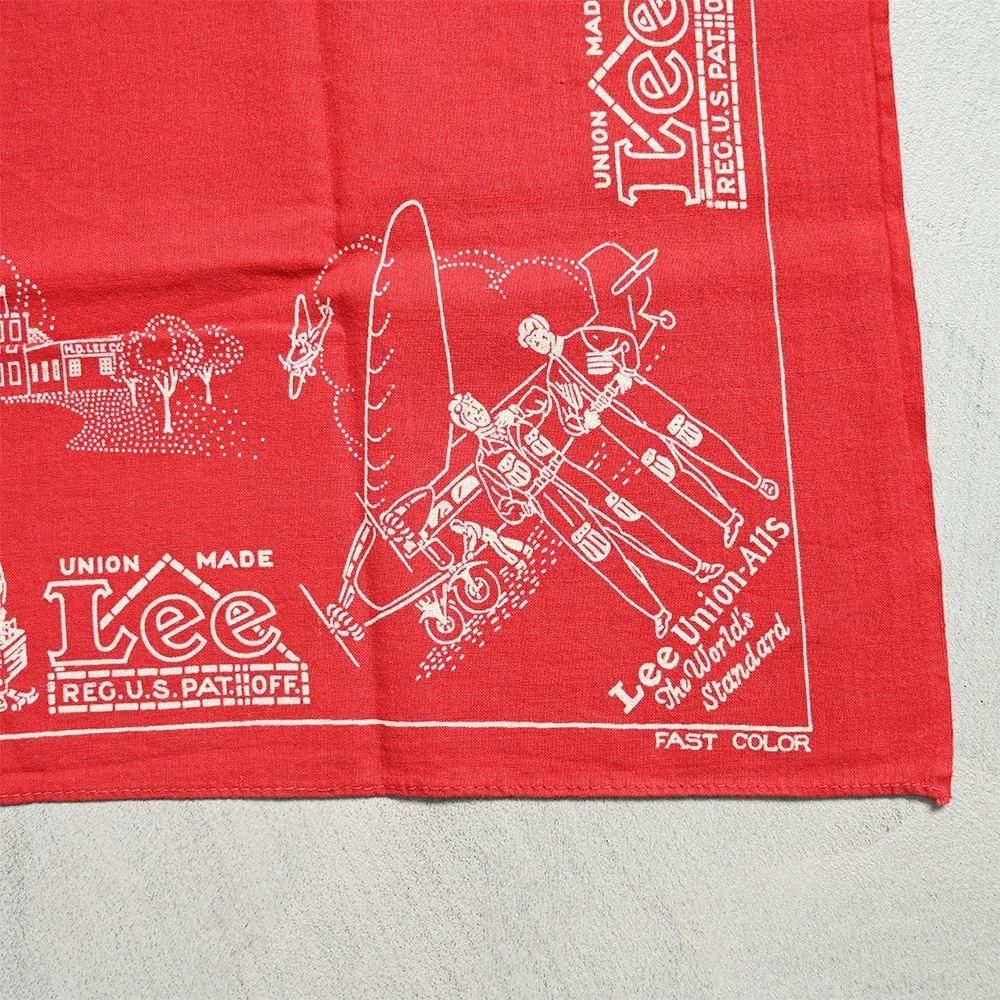 UNION MADE
Lee
REG. U.S. PAT. OFF.
H.D. LEE CO
UNION MADE
Lee
REG. U.S. PAT. OFF.
Lee Union-Alls
The World's
Standard
FAST COLOR